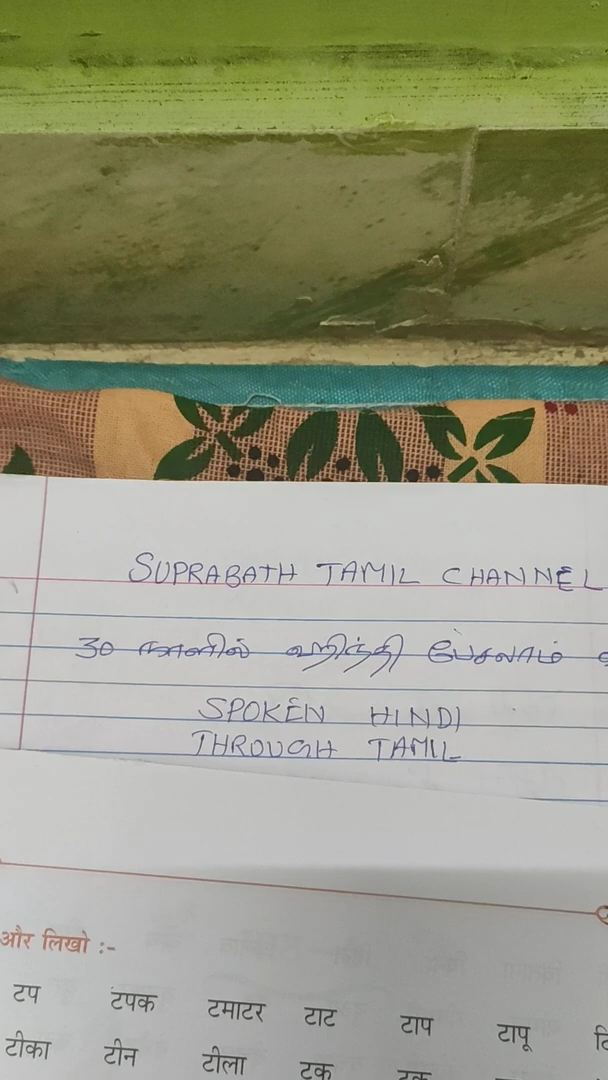 SUPRABATH TAMIL CHANNEL
30 நாளில் ஹிந்தி பேசலாம்
SPOKEN HINDI
THROUGH TAMIL
और लिखो :-
टप टपक टमाटर टाट टाप टापू
टीका टीन टीला टक